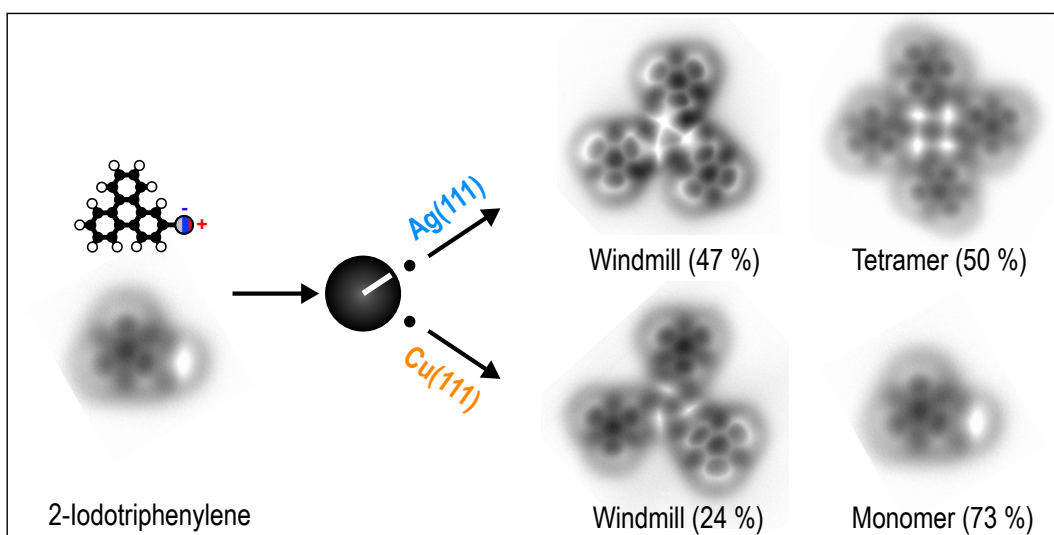 - 
+
Ag(111)
Windmill (47 %)
Tetramer (50 %)
Cu(111)
2-Iodotriphenylene
Windmill (24 %)
Monomer (73 %)